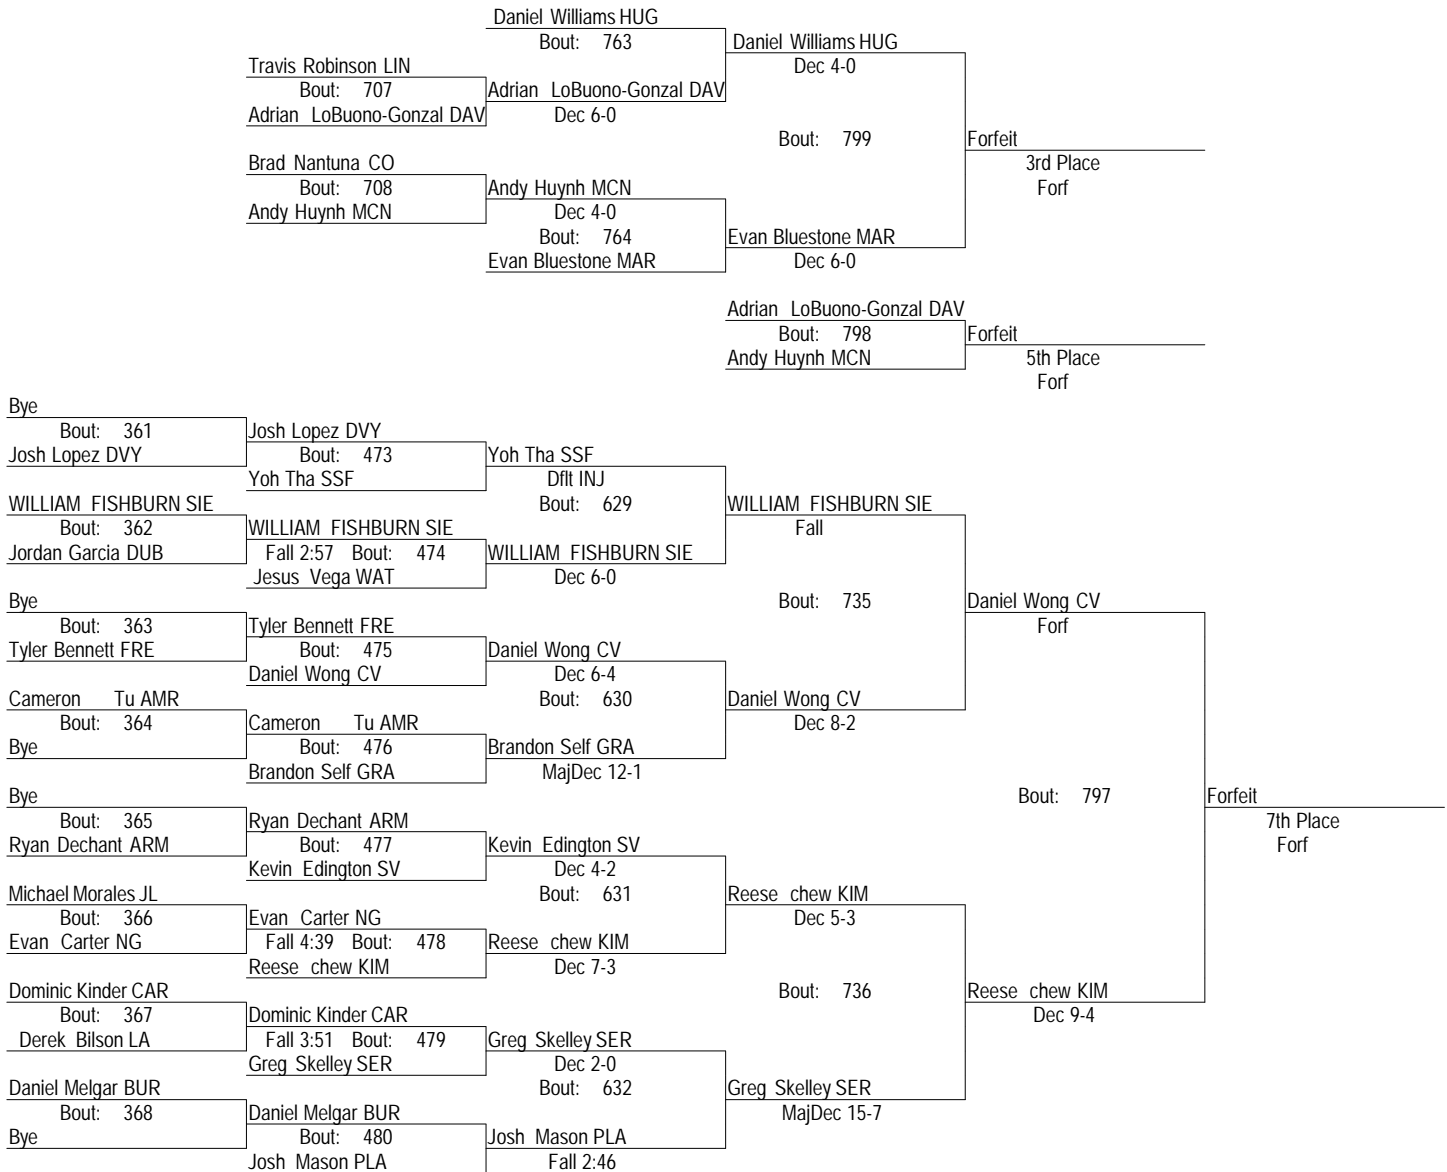 Daniel Williams HUG
Bout: 763
Daniel Williams HUG
Travis Robinson LIN
Dec 4-0
Bout: 707
Adrian LoBuono-Gonzal DAV
Adrian LoBuono-Gonzal DAV
Dec 6-0
Bout: 799
Forfeit
Brad Nantuna CO
3rd Place
Bout: 708
Andy Huynh MCN
Forf
Andy Huynh MCN
Dec 4-0
Bout: 764
Evan Bluestone MAR
Evan Bluestone MAR
Dec 6-0
Adrian LoBuono-Gonzal DAV
Bout: 798
Forfeit
Andy Huynh MCN
5th Place
Forf
Bye
Bout: 361
Josh Lopez DVY
Josh Lopez DVY
Bout: 473
Yoh Tha SSF
Yoh Tha SSF
Dflt INJ
WILLIAM FISHBURN SIE
Bout: 629
WILLIAM FISHBURN SIE
Bout: 362
WILLIAM FISHBURN SIE
Fall
Jordan Garcia DUB
Fall 2:57 Bout: 474
WILLIAM FISHBURN SIE
Jesus Vega WAT
Dec 6-0
Bye
Bout: 735
Daniel Wong CV
Bout: 363
Tyler Bennett FRE
Forf
Tyler Bennett FRE
Bout: 475
Daniel Wong CV
Daniel Wong CV
Dec 6-4
Cameron Tu AMR
Bout: 630
Daniel Wong CV
Bout: 364
Cameron Tu AMR
Dec 8-2
Bye
Bout: 476
Brandon Self GRA
Brandon Self GRA
MajDec 12-1
Bye
Bout: 797
Forfeit
Bout: 365
Ryan Dechant ARM
7th Place
Ryan Dechant ARM
Bout: 477
Kevin Edington SV
Forf
Kevin Edington SV
Dec 4-2
Michael Morales JL
Bout: 631
Reese chew KIM
Bout: 366
Evan Carter NG
Dec 5-3
Evan Carter NG
Fall 4:39 Bout: 478
Reese chew KIM
Reese chew KIM
Dec 7-3
Dominic Kinder CAR
Bout: 736
Reese chew KIM
Bout: 367
Dominic Kinder CAR
Dec 9-4
Derek Bilson LA
Fall 3:51 Bout: 479
Greg Skelley SER
Greg Skelley SER
Dec 2-0
Daniel Melgar BUR
Bout: 632
Greg Skelley SER
Bout: 368
Daniel Melgar BUR
MajDec 15-7
Bye
Bout: 480
Josh Mason PLA
Josh Mason PLA
Fall 2:46